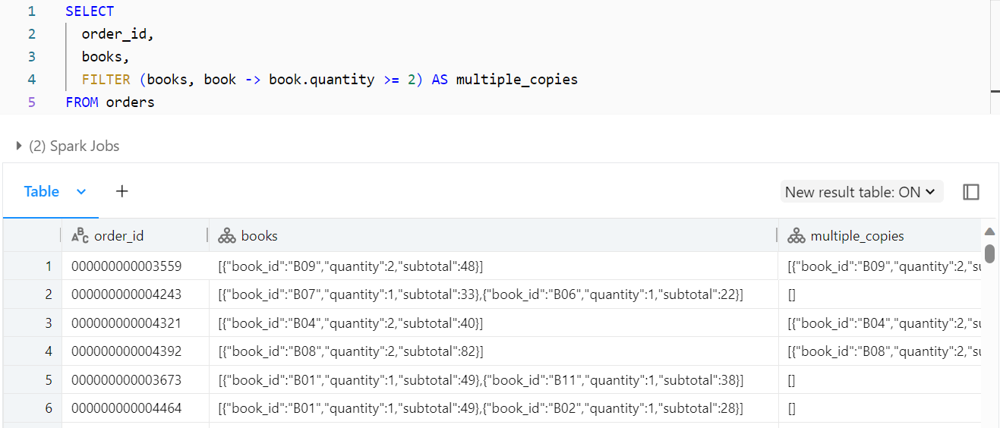 1 SELECT
2 order_id,
3 books,
4 FILTER (books, book -> book.quantity >= 2) AS multiple_copies
5 FROM orders
(2) Spark Jobs
Table + New result table: ON
ABC order_id books multiple_copies
1 000000000003559 [{"book_id":"B09","quantity":2,"subtotal":48}] [{"book_id":"B09","quantity":2,"su
2 000000000004243 [{"book_id":"B07","quantity":1,"subtotal":33},{"book_id":"B06","quantity":1,"subtotal":22}] []
3 000000000004321 [{"book_id":"B04","quantity":2,"subtotal":40}] [{"book_id":"B04","quantity":2,"su
4 000000000004392 [{"book_id":"B08","quantity":2,"subtotal":82}] [{"book_id":"B08","quantity":2,"su
5 000000000003673 [{"book_id":"B01","quantity":1,"subtotal":49},{"book_id":"B11","quantity":1,"subtotal":38}] []
6 000000000004464 [{"book_id":"B01","quantity":1,"subtotal":49},{"book_id":"B02","quantity":1,"subtotal":28}] []